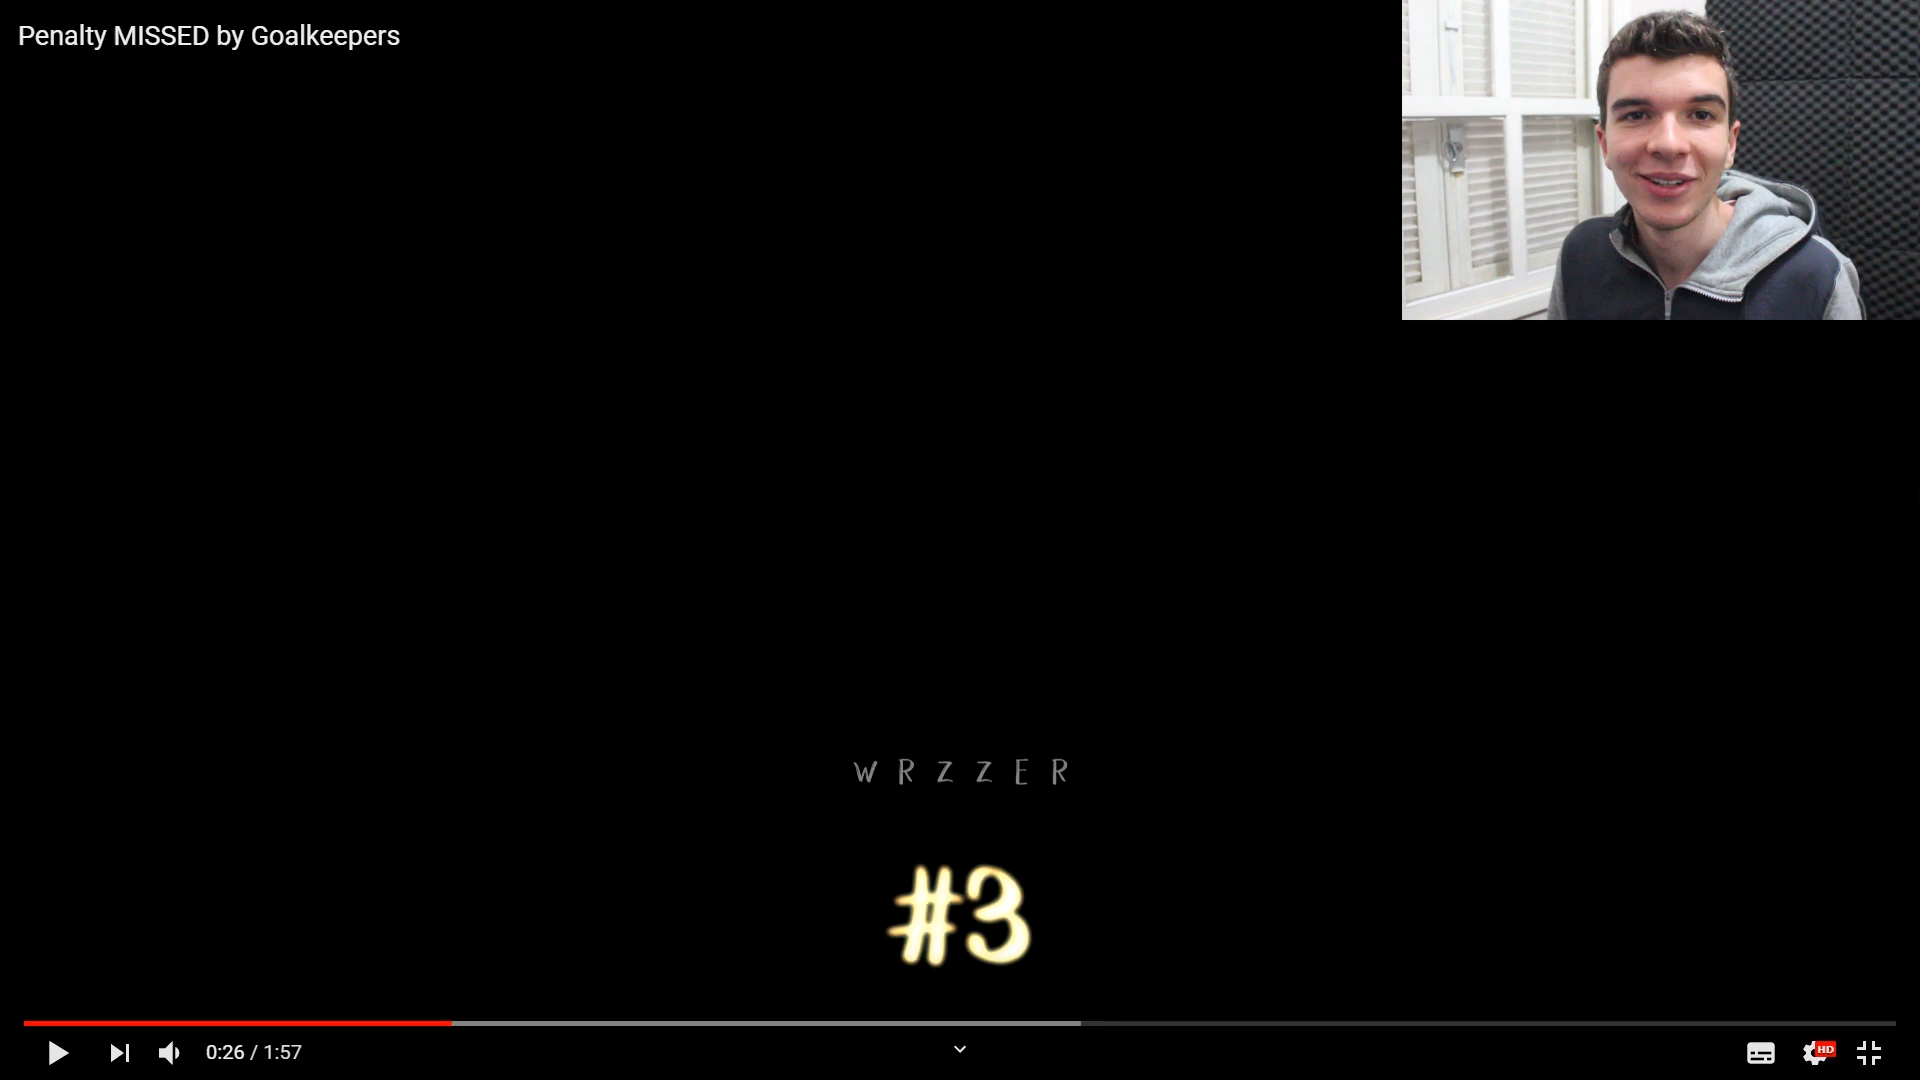 Penalty MISSED by Goalkeepers
W R Z Z E R
#3
0:26 / 1:57
HD